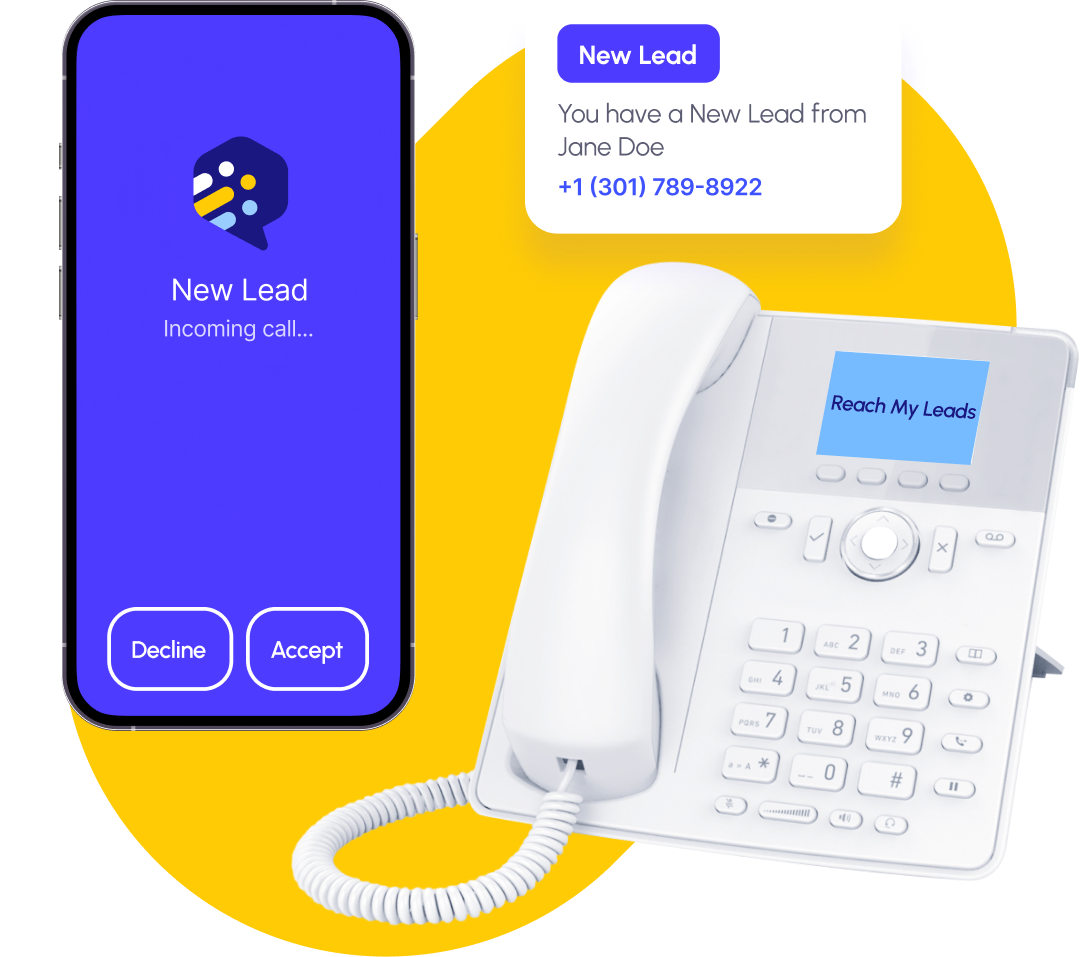 New Lead
Incoming call...
Decline
Accept
New Lead
You have a New Lead from
Jane Doe
+1 (301) 789-8922
Reach My Leads
1
ABC 2
DEF 3
GHI 4
JKL 5
MNO 6
PQRS 7
TUV 8
WXYZ 9
a > A *
0
#